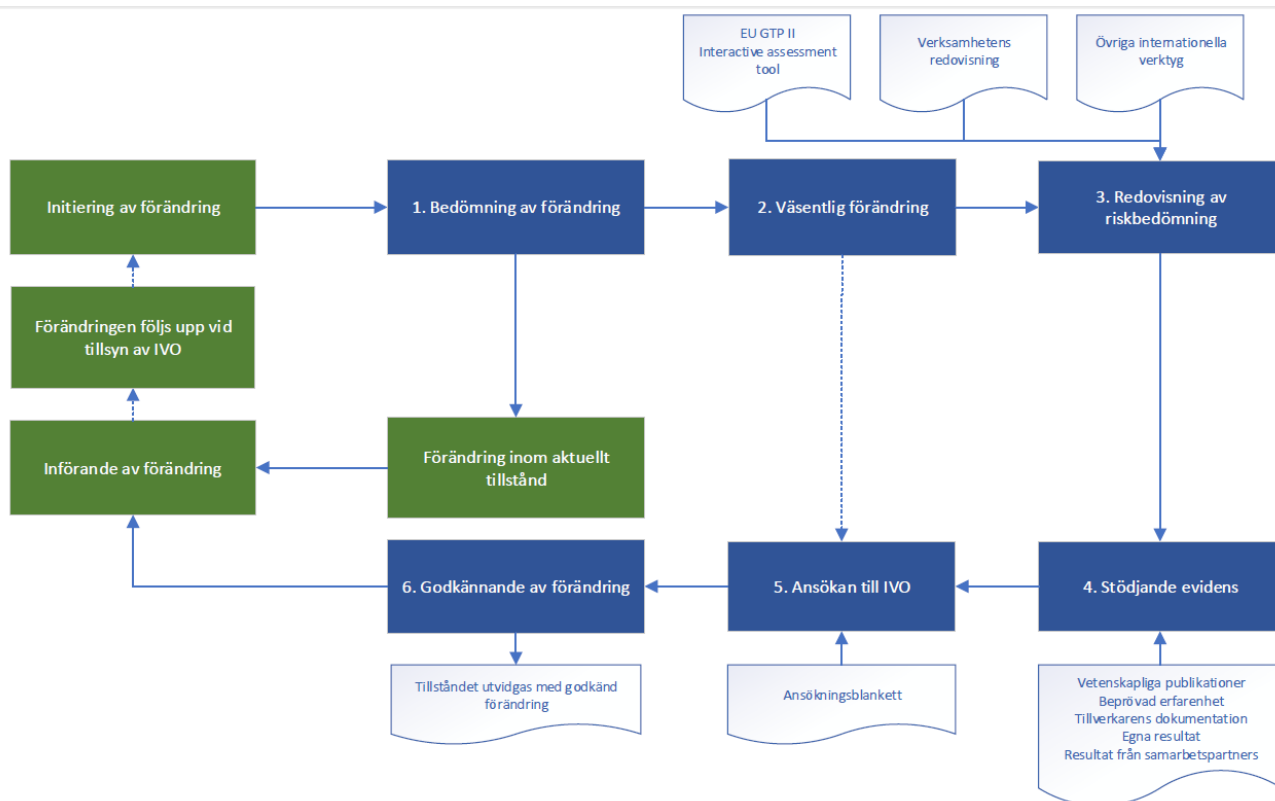 EU GTP II
Interactive assessment
tool
Verksamhetens
redovisning
Övriga internationella
verktyg
Initiering av förändring
1. Bedömning av förändring
2. Väsentlig förändring
3. Redovisning av
riskbedömning
Förändringen följs upp vid
tillsyn av IVO
Införande av förändring
Förändring inom aktuellt
tillstånd
6. Godkännande av förändring
5. Ansökan till IVO
4. Stödjande evidens
Tillståndet utvidgas med godkänd
förändring
Ansökningsblankett
Vetenskapliga publikationer
Beprövad erfarenhet
Tillverkarens dokumentation
Egna resultat
Resultat från samarbetspartners